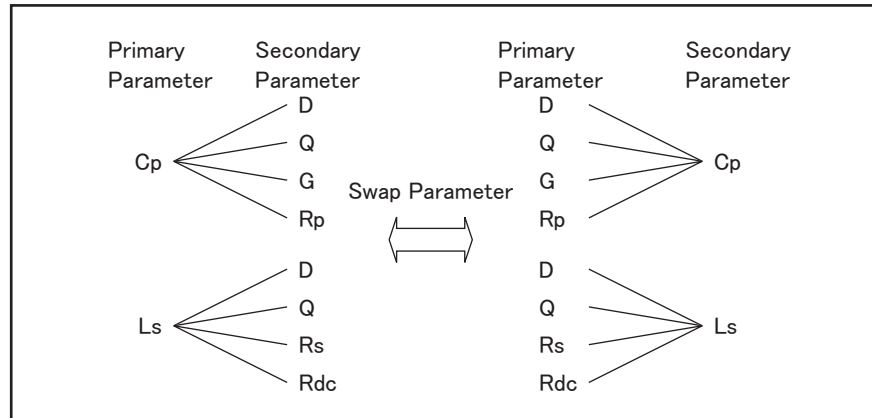 Primary Secondary Primary Secondary
Parameter Parameter Parameter Parameter
D D
Q Q
Cp Cp
G G
Swap Parameter
Rp Rp
D D
Q Q
Ls Ls
Rs Rs
Rdc Rdc